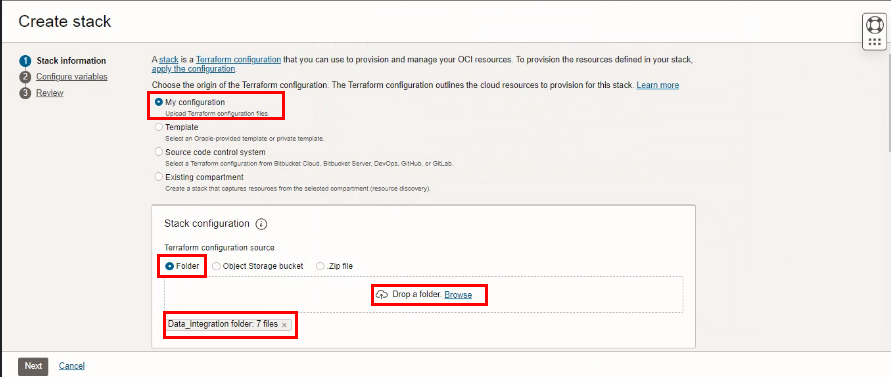 Create stack
1 Stack information
2 Configure variables
3 Review
A stack is a Terraform configuration that you can use to provision and manage your OCI resources. To provision the resources defined in your stack,
apply the configuration.
Choose the origin of the Terraform configuration. The Terraform configuration outlines the cloud resources to provision for this stack. Learn more
My configuration
Upload Terraform configuration files.
Template
Select an Oracle-provided template or private template.
Source code control system
Select a Terraform configuration from Bitbucket Cloud, Bitbucket Server, DevOps, GitHub, or GitLab.
Existing compartment
Create a stack that captures resources from the selected compartment (resource discovery).
Stack configuration i
Terraform configuration source
Folder Object Storage bucket .Zip file
Drop a folder. Browse
Data_integration folder: 7 files ×
Next Cancel